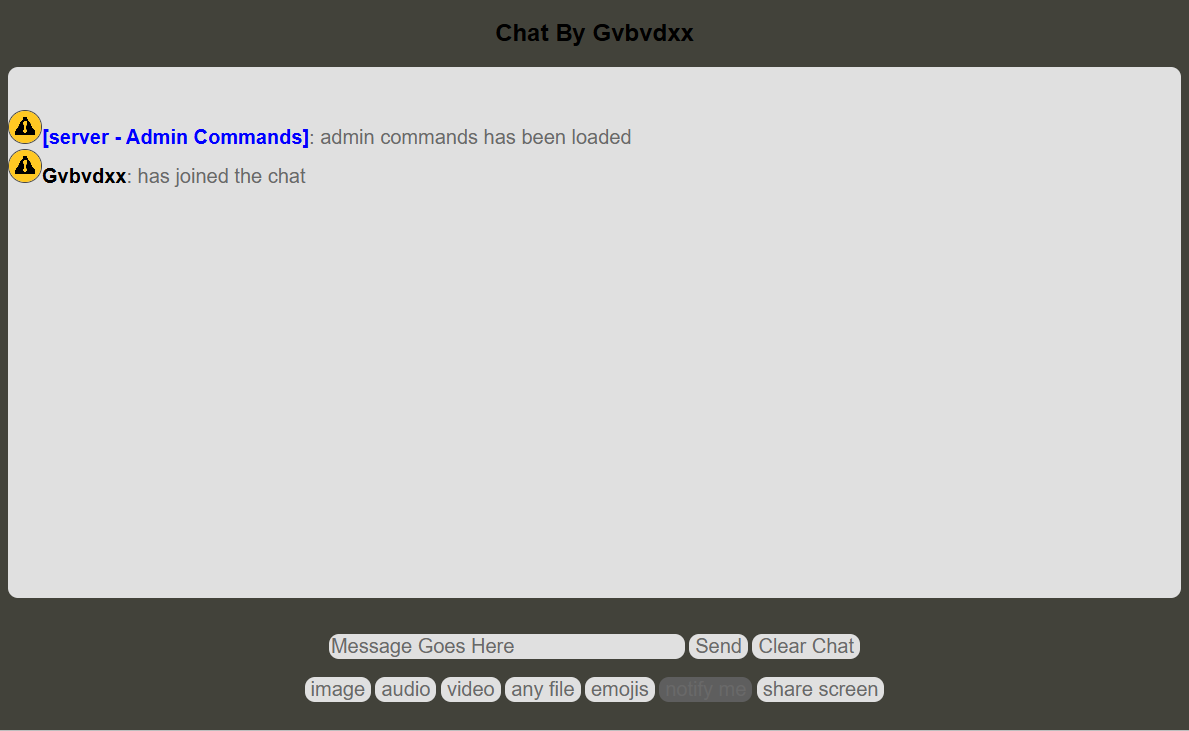 Chat By Gvbvdxx
[server - Admin Commands]: admin commands has been loaded
Gvbvdxx: has joined the chat
Message Goes Here Send Clear Chat
image audio video any file emojis notify me share screen